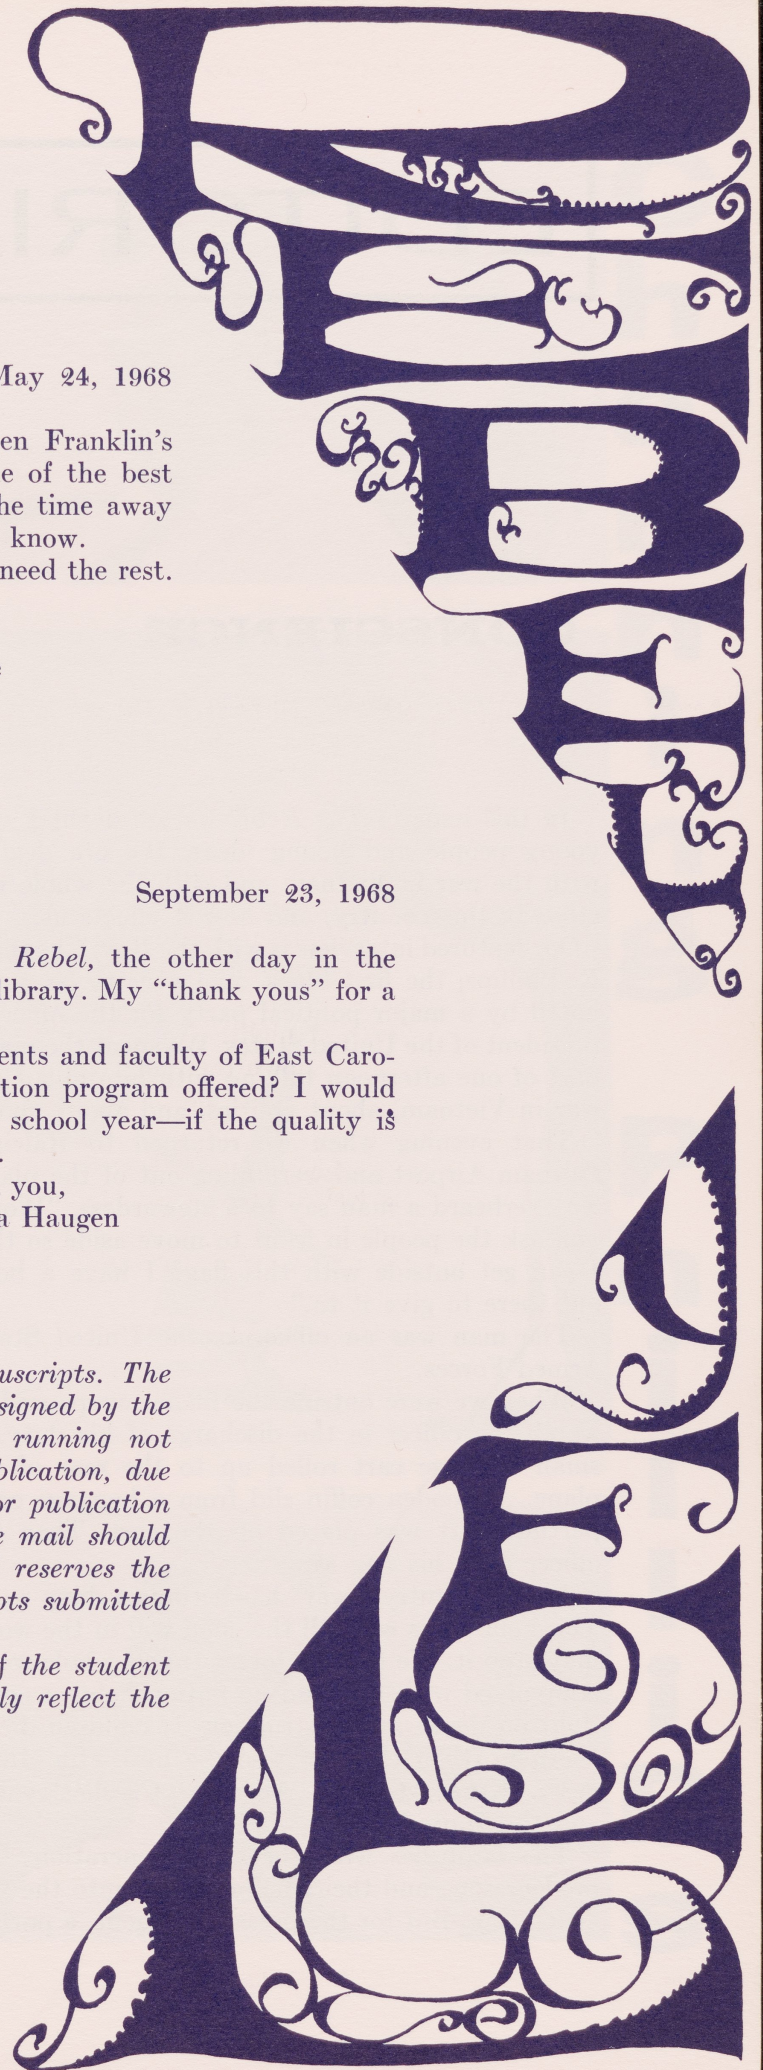 REBEL
YELL
May 24, 1968
en Franklin's
e of the best
he time away
know.
need the rest.
September 23, 1968
Rebel, the other day in the
library. My “thank yous” for a
ents and faculty of East Caro-
tion program offered? I would
school year—if the quality is
.
you,
a Haugen
uscripts. The
signed by the
running not
blication, due
or publication
e mail should
reserves the
pts submitted
f the student
ly reflect the